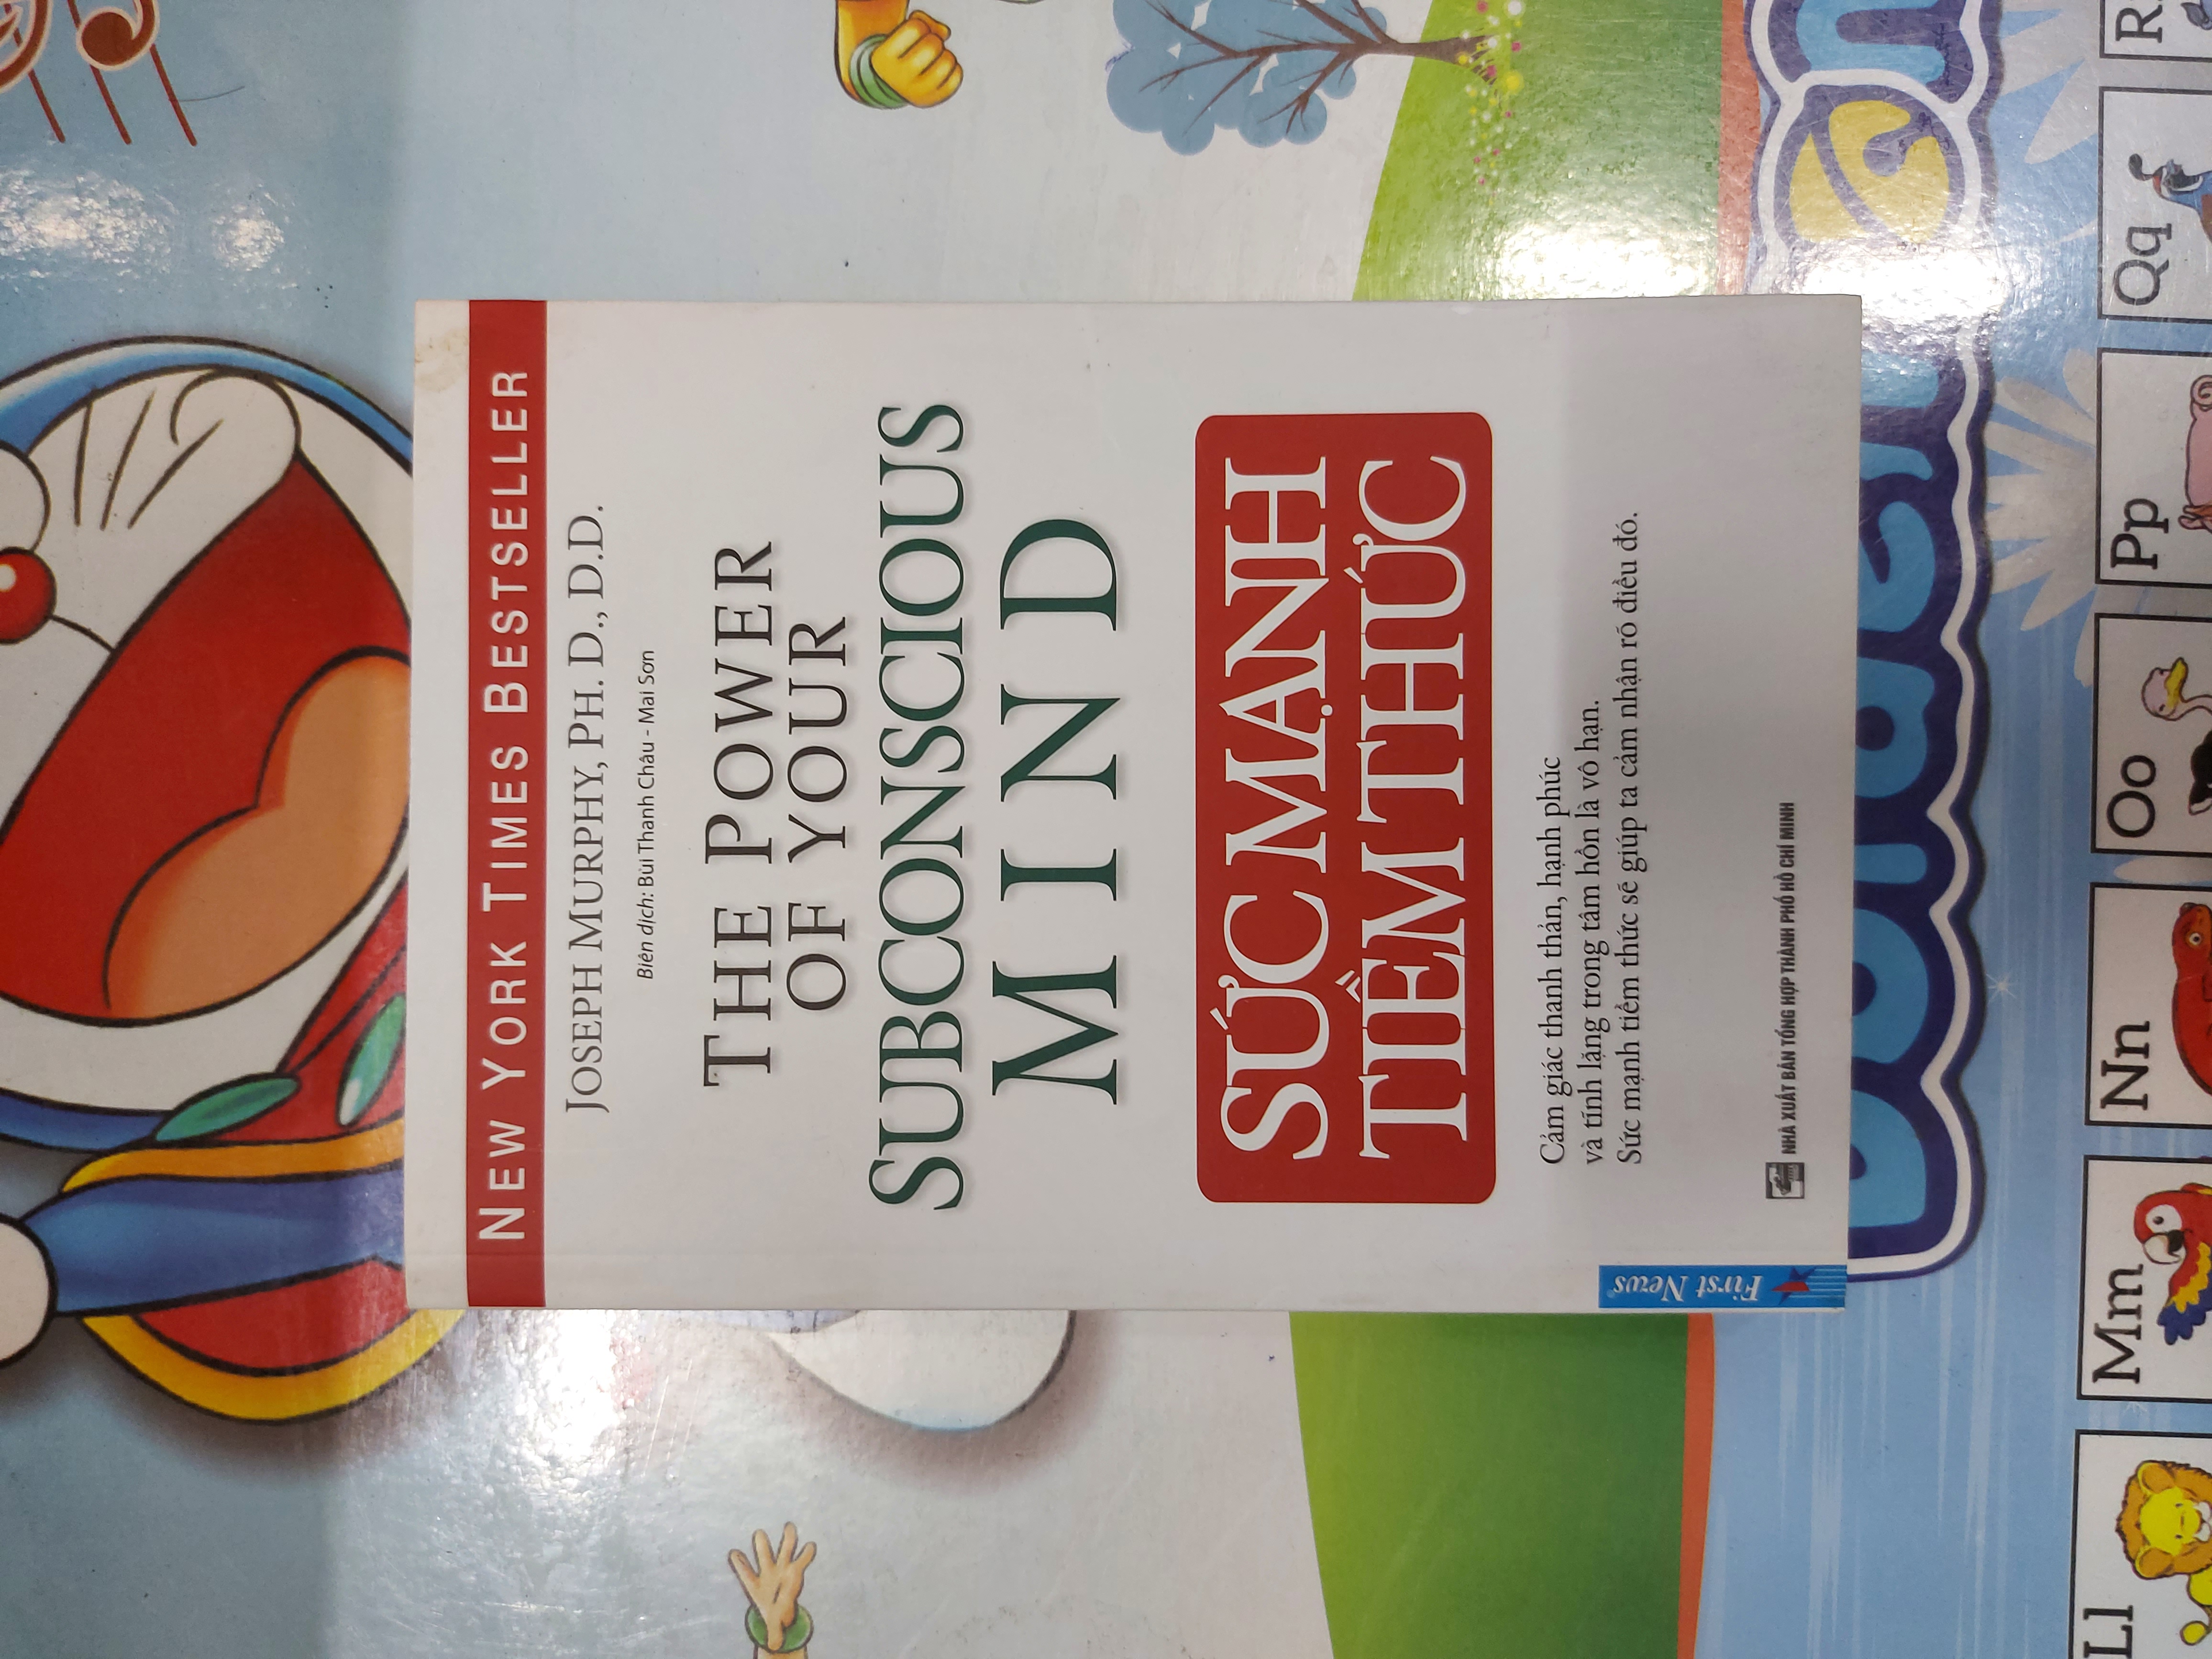 NEW YORK TIMES BESTSELLER
JOSEPH MURPHY, PH. D., D.D.
Biên dịch: Bùi Thanh Châu - Mai Sơn
THE POWER
OF YOUR
SUBCONSCIOUS
MIND
SỨC MẠNH
TIỀM THỨC
Cảm giác thanh thản, hạnh phúc
và tĩnh lặng trong tâm hồn là vô hạn.
Sức mạnh tiềm thức sẽ giúp ta cảm nhận rõ điều đó.
First News®
NHÀ XUẤT BẢN TỔNG HỢP THÀNH PHỐ HỒ CHÍ MINH
Ll Mm Nn Oo Pp Qq R